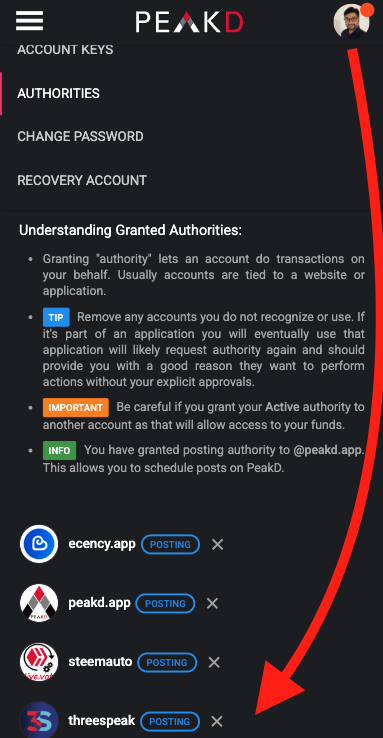 PEAKD
ACCOUNT KEYS
AUTHORITIES
CHANGE PASSWORD
RECOVERY ACCOUNT
Understanding Granted Authorities:
• Granting "authority" lets an account do transactions on
your behalf. Usually accounts are tied to a website or
application.
• TIP Remove any accounts you do not recognize or use. If
it's part of an application you will eventually use that
application will likely request authority again and should
provide you with a good reason they want to perform
actions without your explicit approvals.
• IMPORTANT Be careful if you grant your Active authority to
another account as that will allow access to your funds.
• INFO You have granted posting authority to @peakd.app.
This allows you to schedule posts on PeakD.
ecency.app POSTING ×
PEAKD
peakd.app POSTING ×
steemauto POSTING ×
3S
threespeak POSTING ×